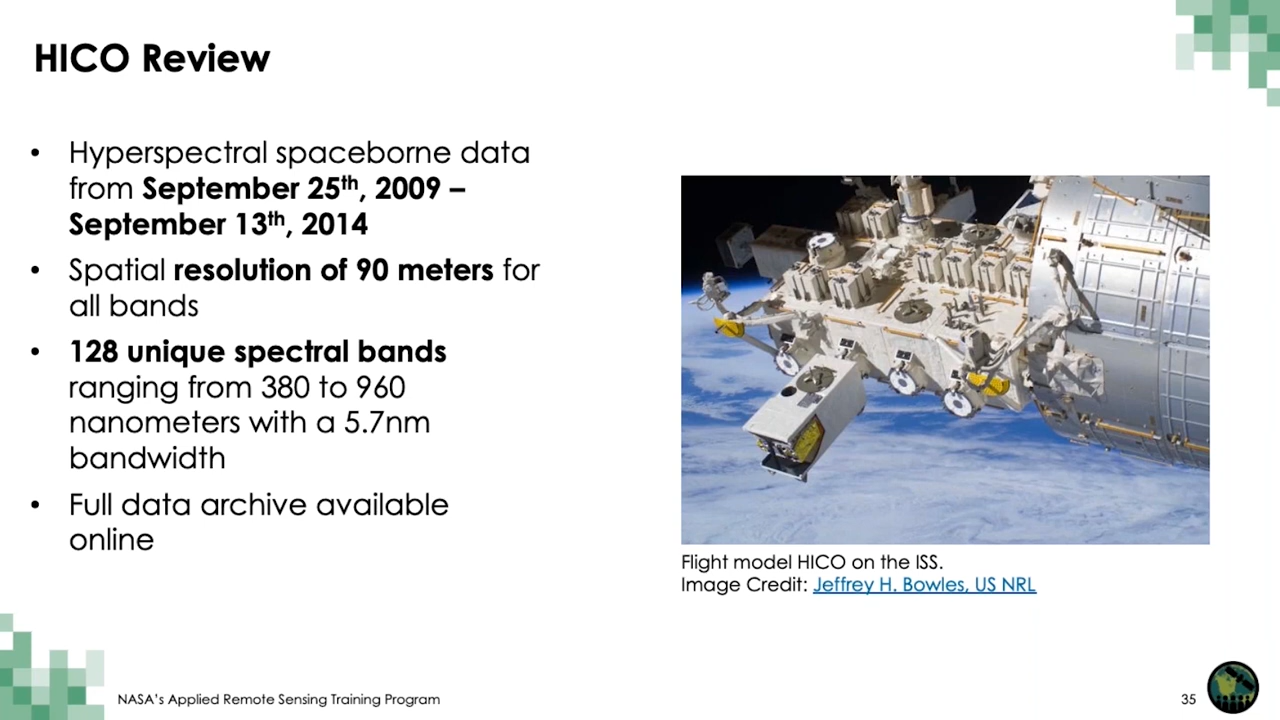 HICO Review
• Hyperspectral spaceborne data
from September 25th, 2009 –
September 13th, 2014
• Spatial resolution of 90 meters for
all bands
• 128 unique spectral bands
ranging from 380 to 960
nanometers with a 5.7nm
bandwidth
• Full data archive available
online
Flight model HICO on the ISS.
Image Credit: Jeffrey H. Bowles, US NRL
NASA's Applied Remote Sensing Training Program
35